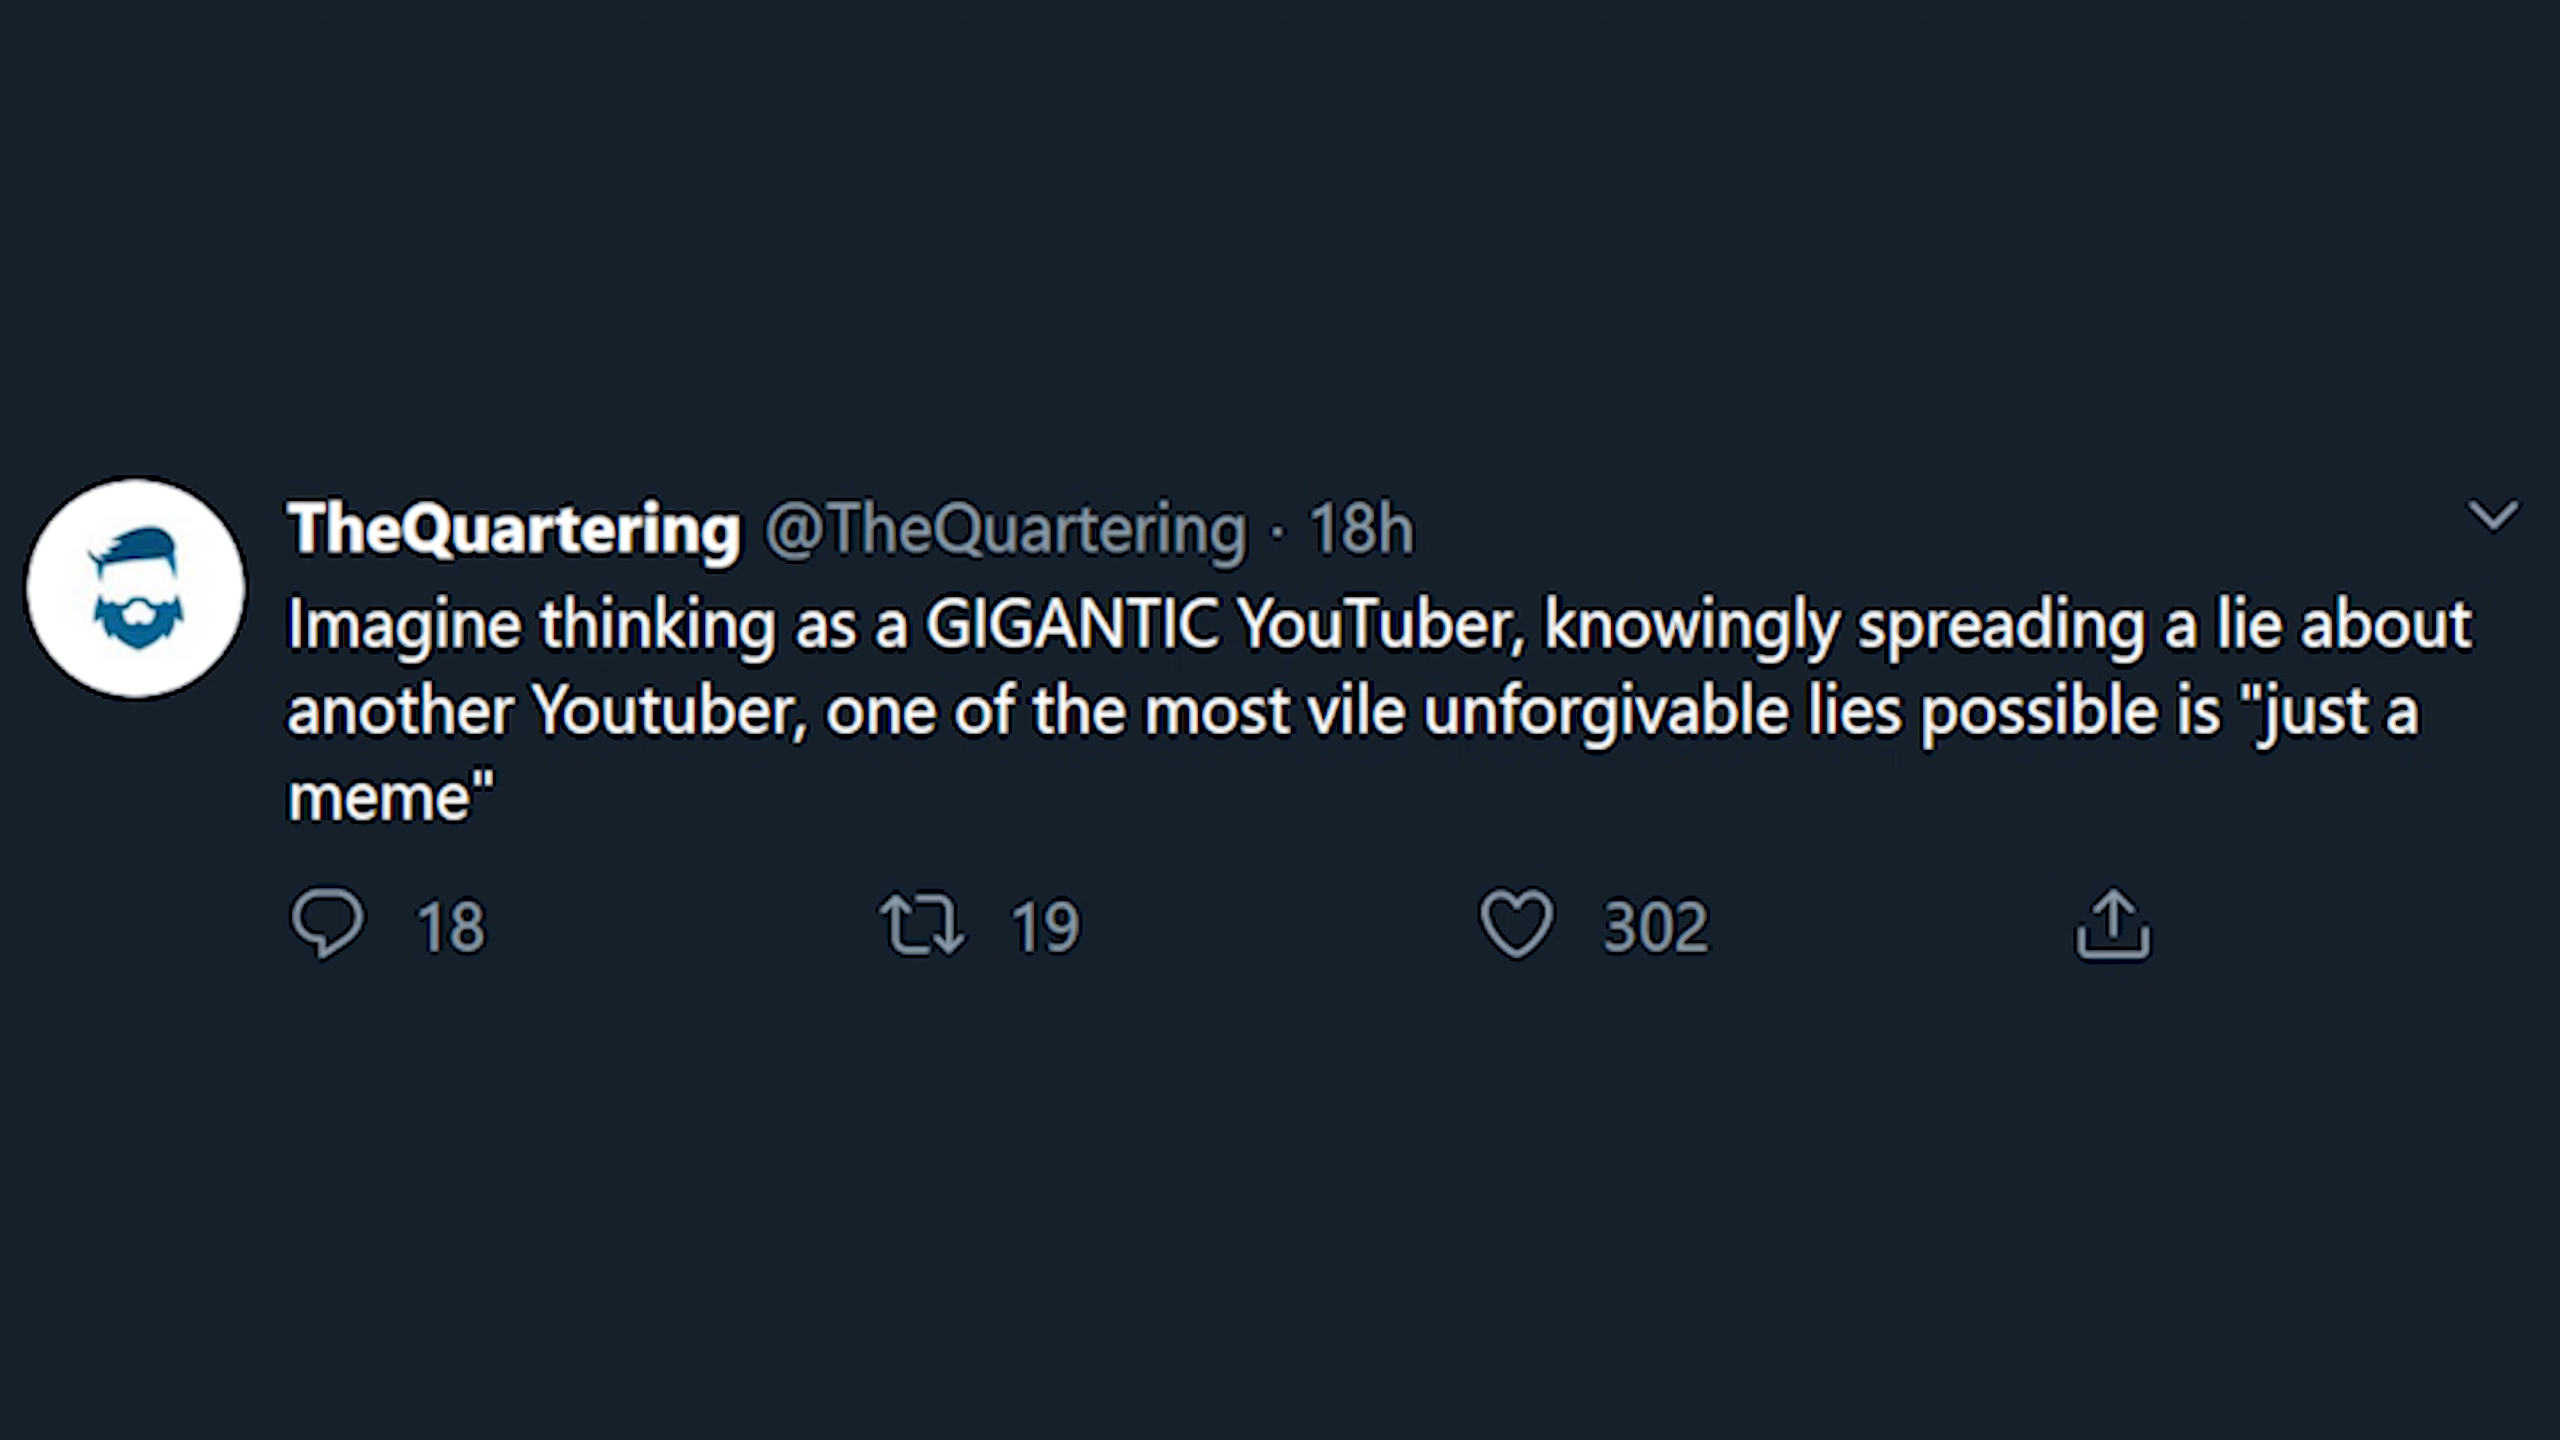 TheQuartering @TheQuartering · 18h
Imagine thinking as a GIGANTIC YouTuber, knowingly spreading a lie about
another Youtuber, one of the most vile unforgivable lies possible is "just a
meme"
18 19 302